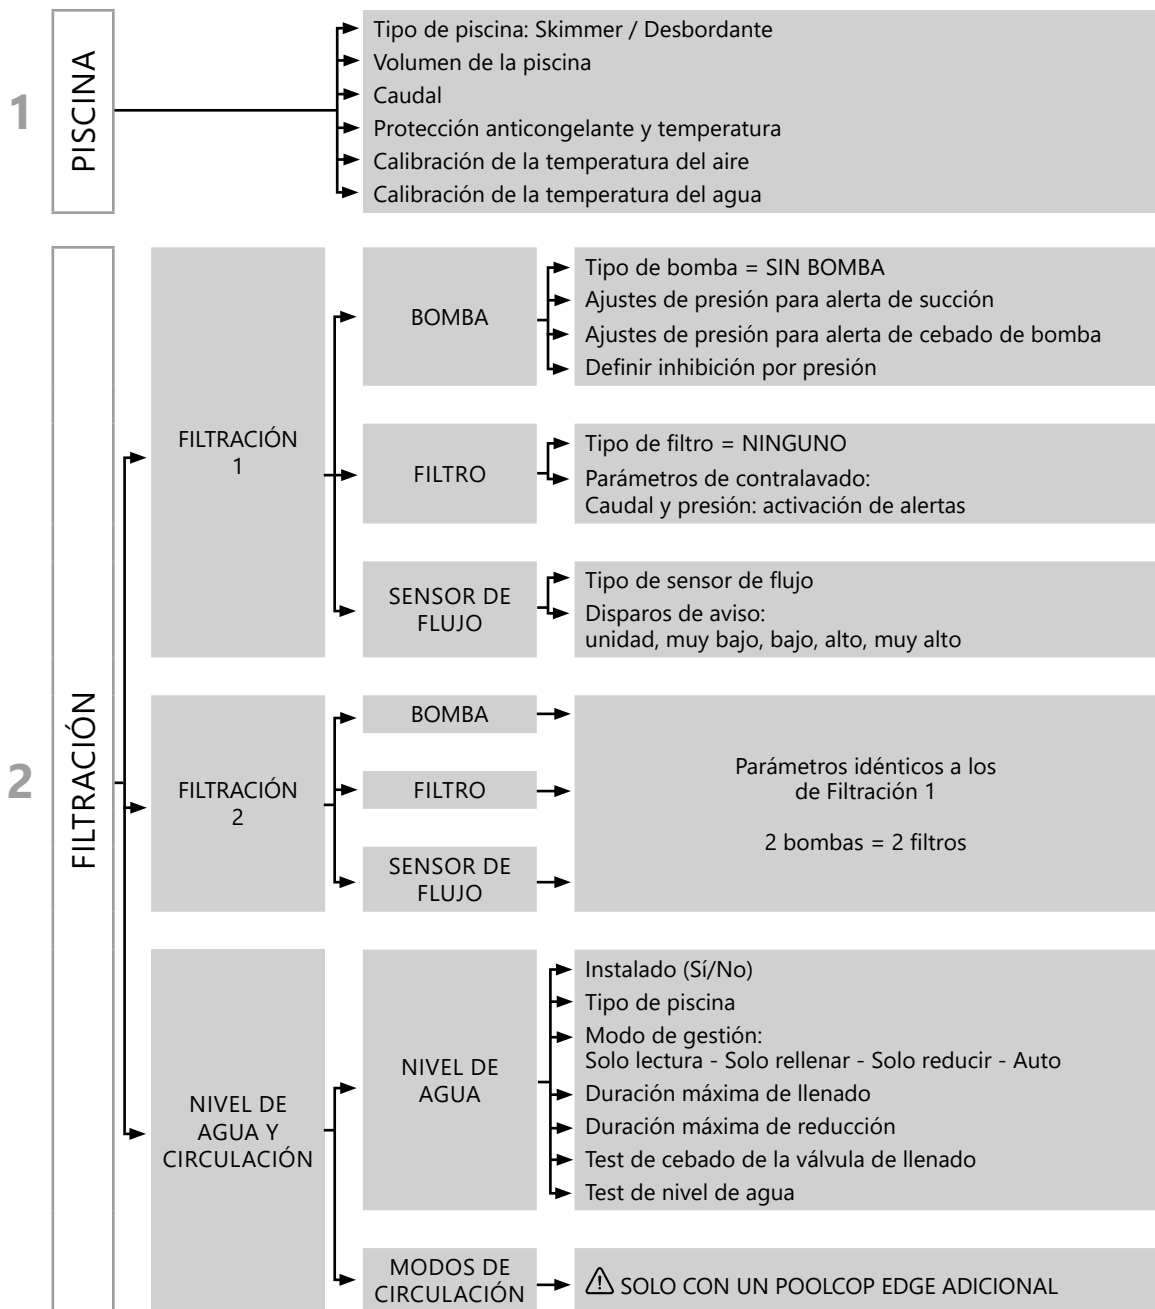 1
PISCINA
Tipo de piscina: Skimmer / Desbordante
Volumen de la piscina
Caudal
Protección anticongelante y temperatura
Calibración de la temperatura del aire
Calibración de la temperatura del agua
2
FILTRACIÓN
FILTRACIÓN
1
BOMBA
Tipo de bomba = SIN BOMBA
Ajustes de presión para alerta de succión
Ajustes de presión para alerta de cebado de bomba
Definir inhibición por presión
FILTRO
Tipo de filtro = NINGUNO
Parámetros de contralavado:
Caudal y presión: activación de alertas
SENSOR DE
FLUJO
Tipo de sensor de flujo
Disparos de aviso:
unidad, muy bajo, bajo, alto, muy alto
FILTRACIÓN
2
BOMBA
FILTRO
SENSOR DE
FLUJO
Parámetros idénticos a los
de Filtración 1
2 bombas = 2 filtros
NIVEL DE
AGUA Y
CIRCULACIÓN
NIVEL DE
AGUA
Instalado (Sí/No)
Tipo de piscina
Modo de gestión:
Solo lectura - Solo rellenar - Solo reducir - Auto
Duración máxima de llenado
Duración máxima de reducción
Test de cebado de la válvula de llenado
Test de nivel de agua
MODOS DE
CIRCULACIÓN
⚠ SOLO CON UN POOLCOP EDGE ADICIONAL